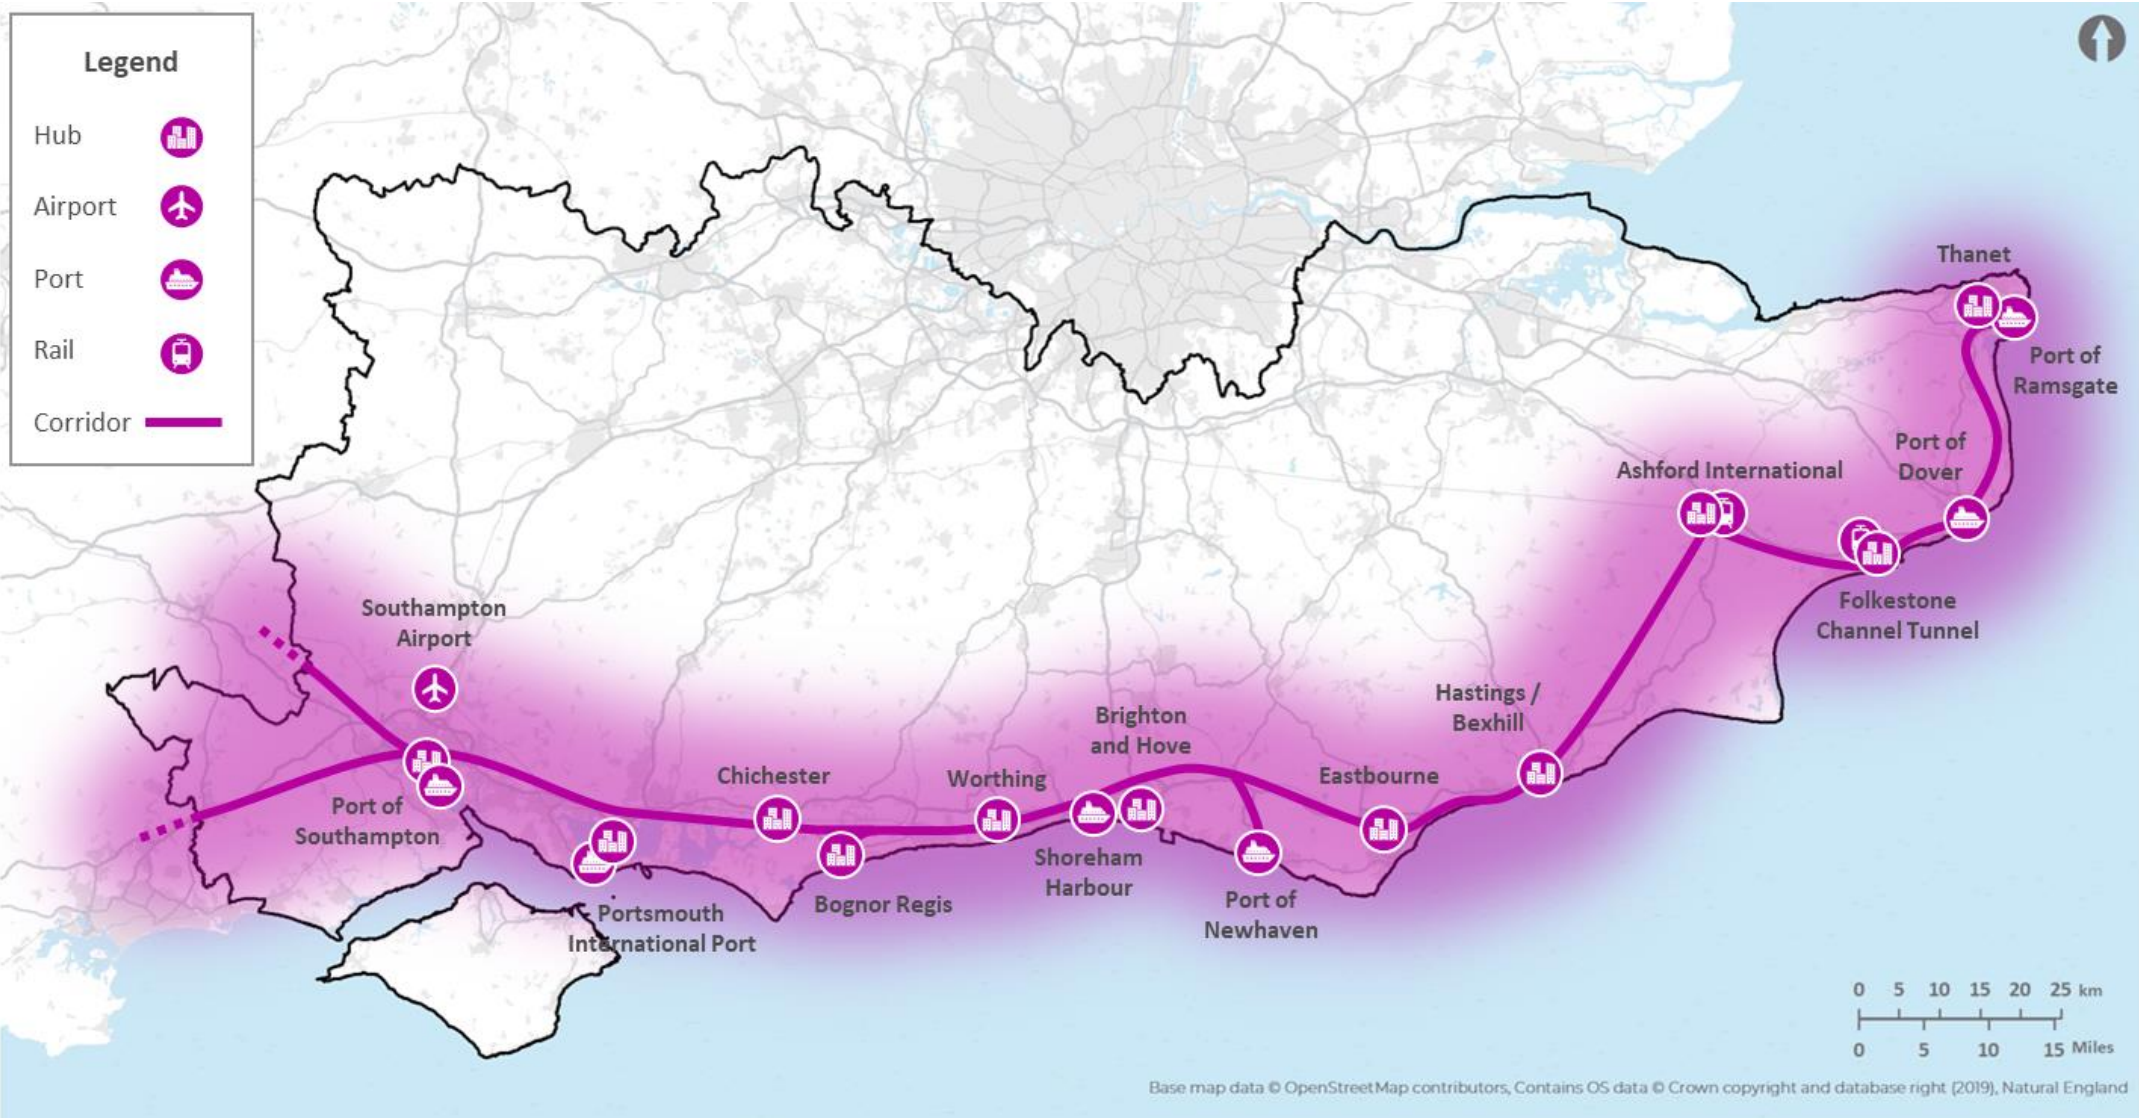 Legend
Hub
Airport
Port
Rail
Corridor
Thanet
Port of
Ramsgate
Port of
Dover
Ashford International
Folkestone
Channel Tunnel
Southampton
Airport
Hastings /
Bexhill
Brighton
and Hove
Chichester
Worthing
Eastbourne
Port of
Southampton
Shoreham
Harbour
Bognor Regis
Port of
Newhaven
Portsmouth
International Port
0 5 10 15 20 25 km
0 5 10 15 Miles
Base map data © OpenStreetMap contributors, Contains OS data © Crown copyright and database right (2019), Natural England